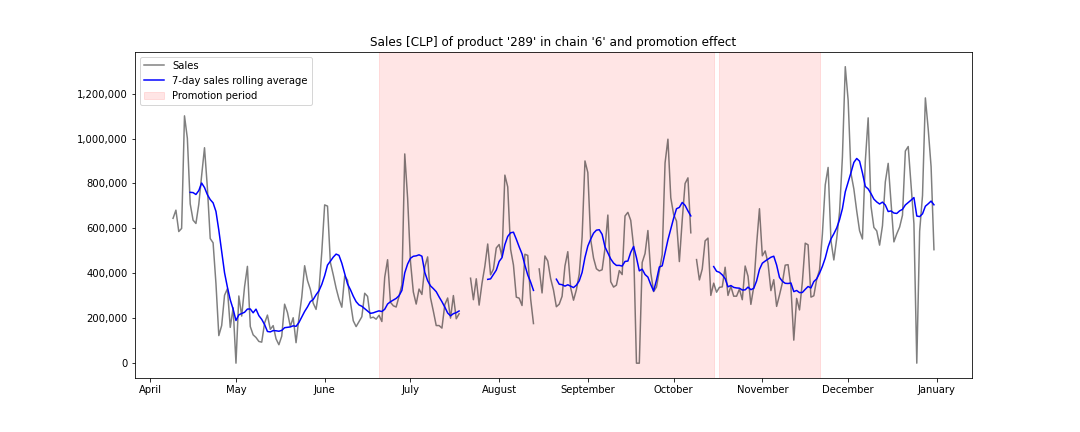 Sales [CLP] of product '289' in chain '6' and promotion effect
Sales
7-day sales rolling average
Promotion period
1,200,000
1,000,000
800,000
600,000
400,000
200,000
0
April May June July August September October November December January